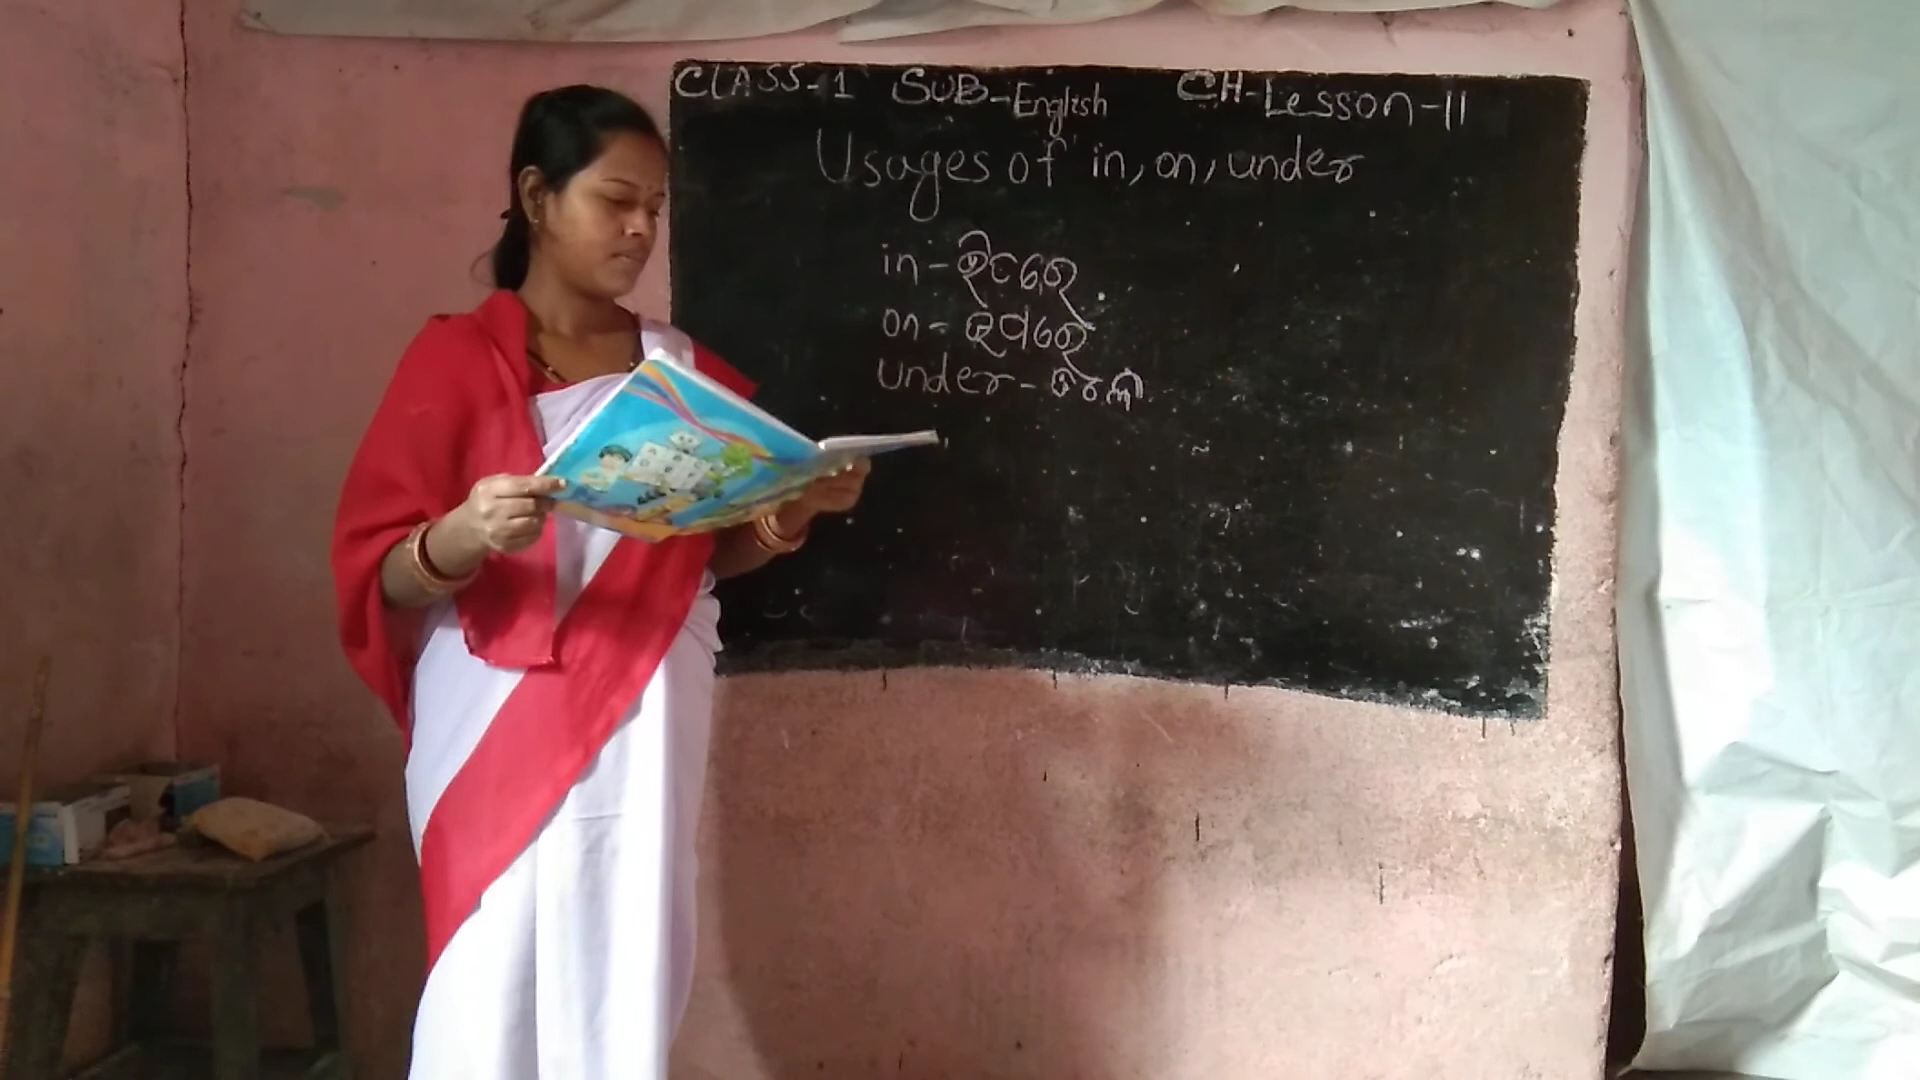 CLASS-1 SUB-English CH-Lesson-11
Usages of in, on, under
in - ଭିତରେ
on - ଉପରେ
under - ତଳେ